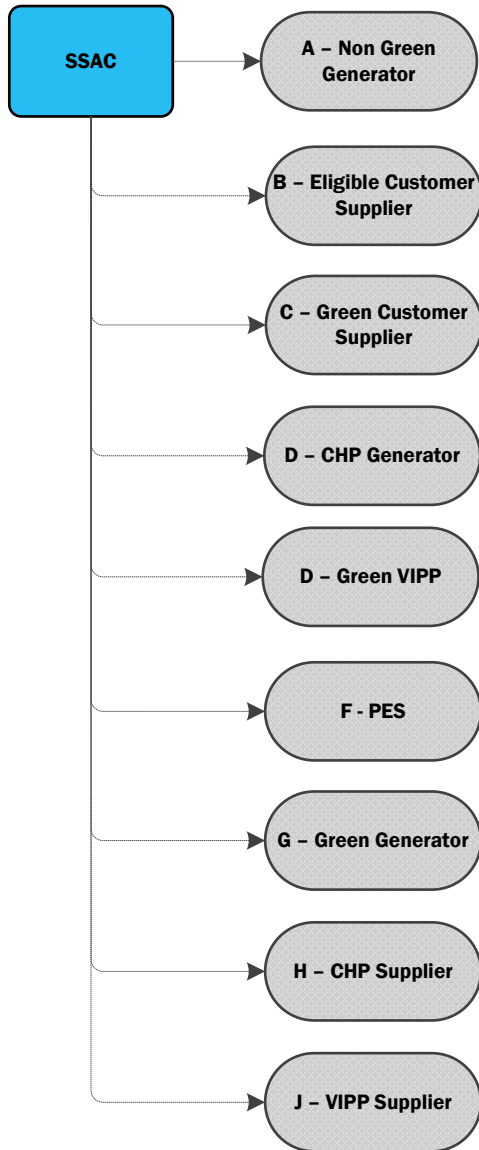 SSAC
A – Non Green
Generator
B – Eligible Customer
Supplier
C – Green Customer
Supplier
D – CHP Generator
D – Green VIPP
F - PES
G – Green Generator
H – CHP Supplier
J – VIPP Supplier